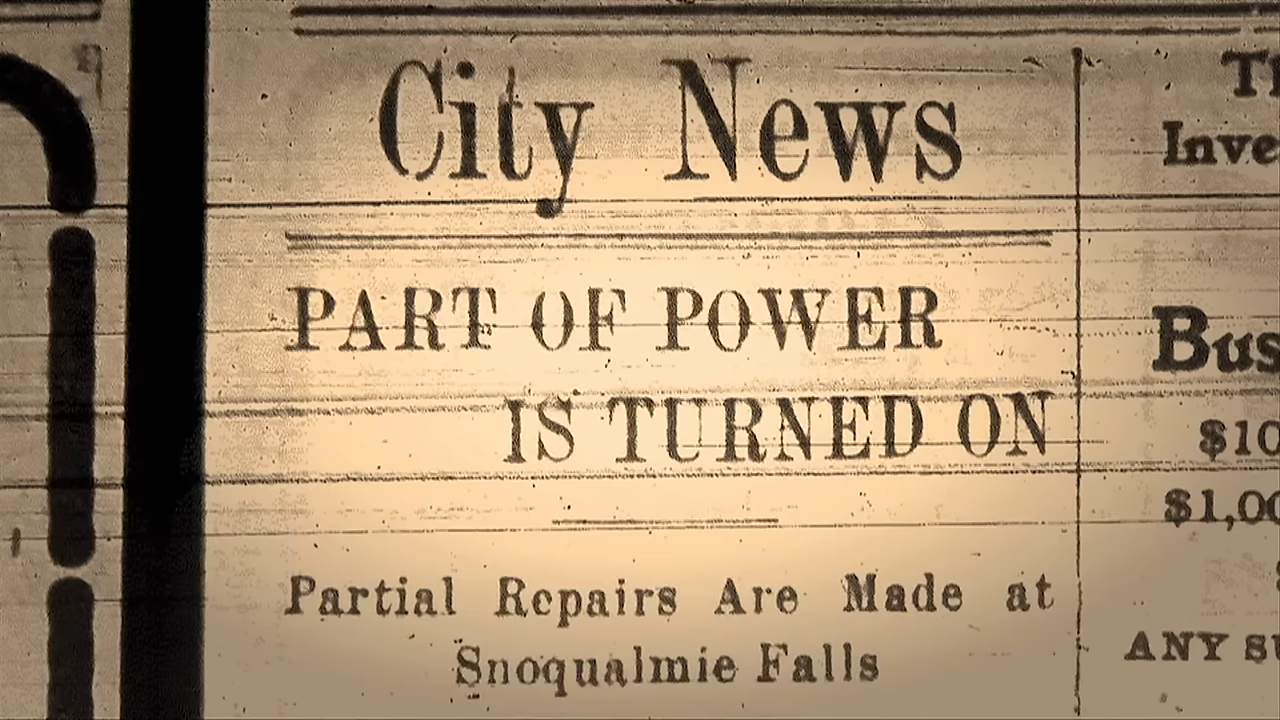 City News
PART OF POWER
IS TURNED ON
Partial Repairs Are Made at
Snoqualmie Falls
Bus
$10
$1,00
ANY